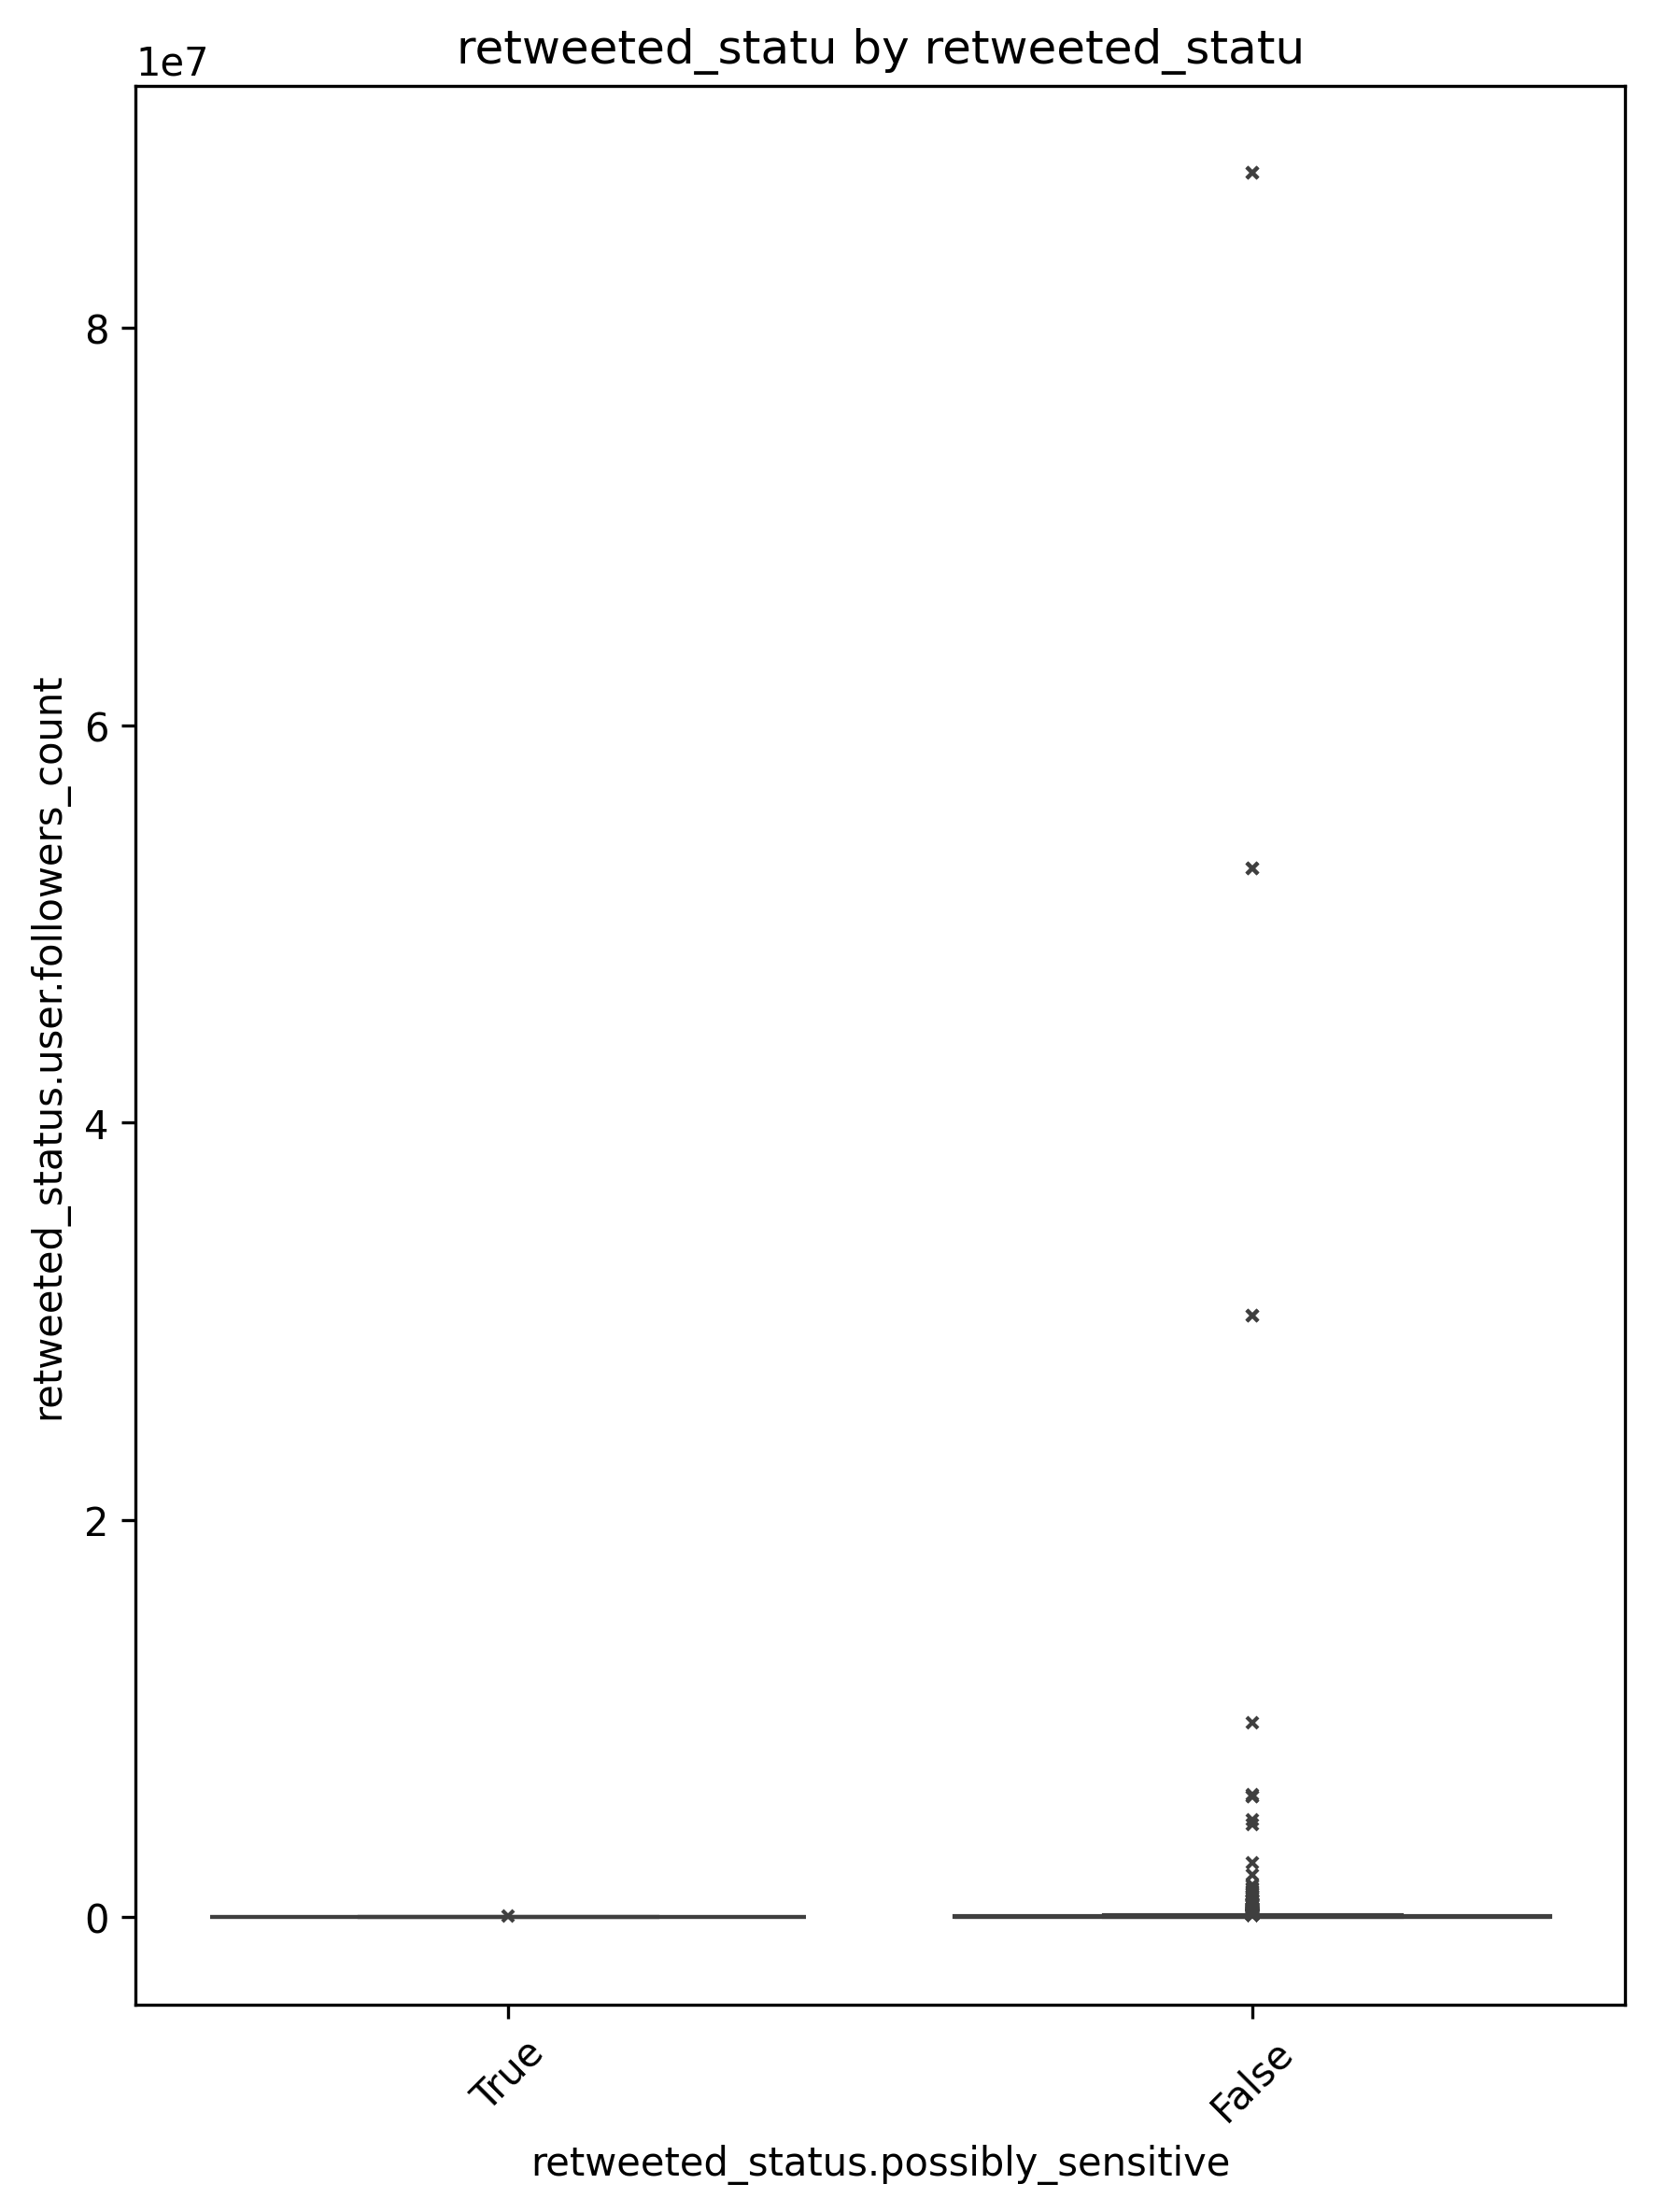 retweeted_statu by retweeted_statu
1e7
8
6
4
2
0
retweeted_status.user.followers_count
True
False
retweeted_status.possibly_sensitive